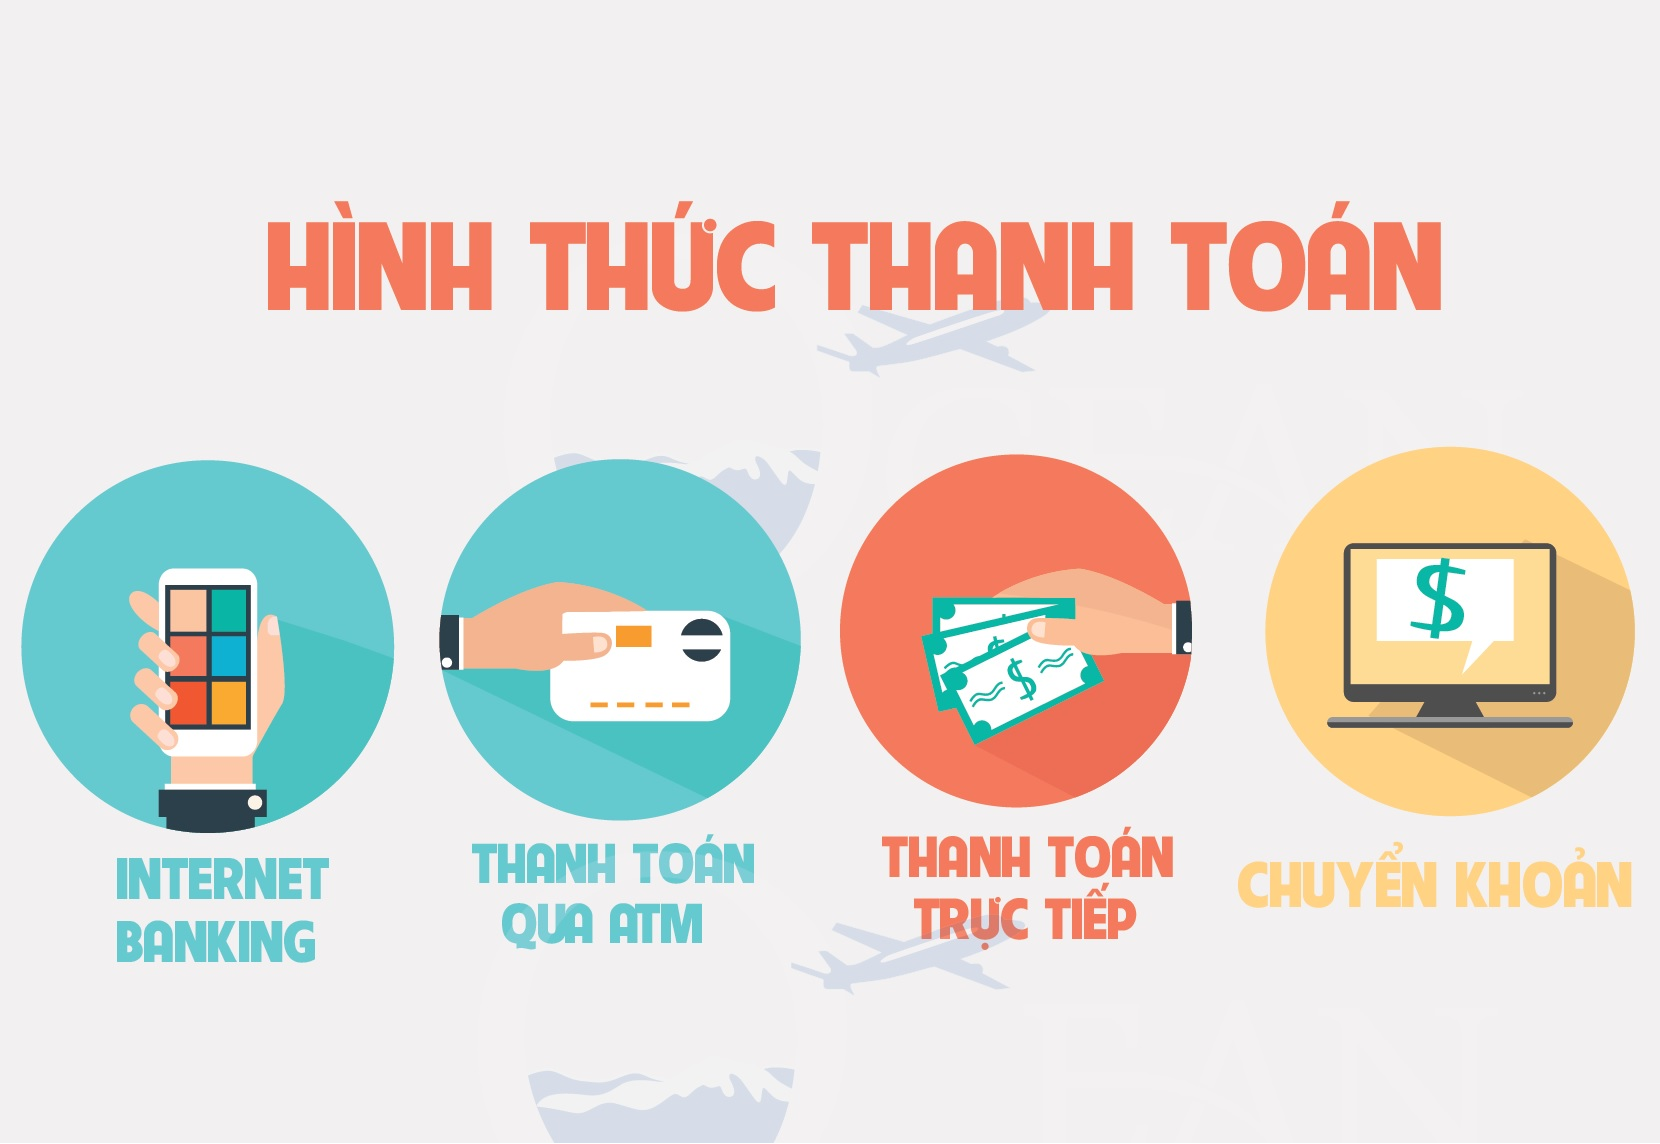 HÌNH THỨC THANH TOÁN
INTERNET
BANKING
THANH TOÁN
QUA ATM
THANH TOÁN
TRỰC TIẾP
CHUYỂN KHOẢN